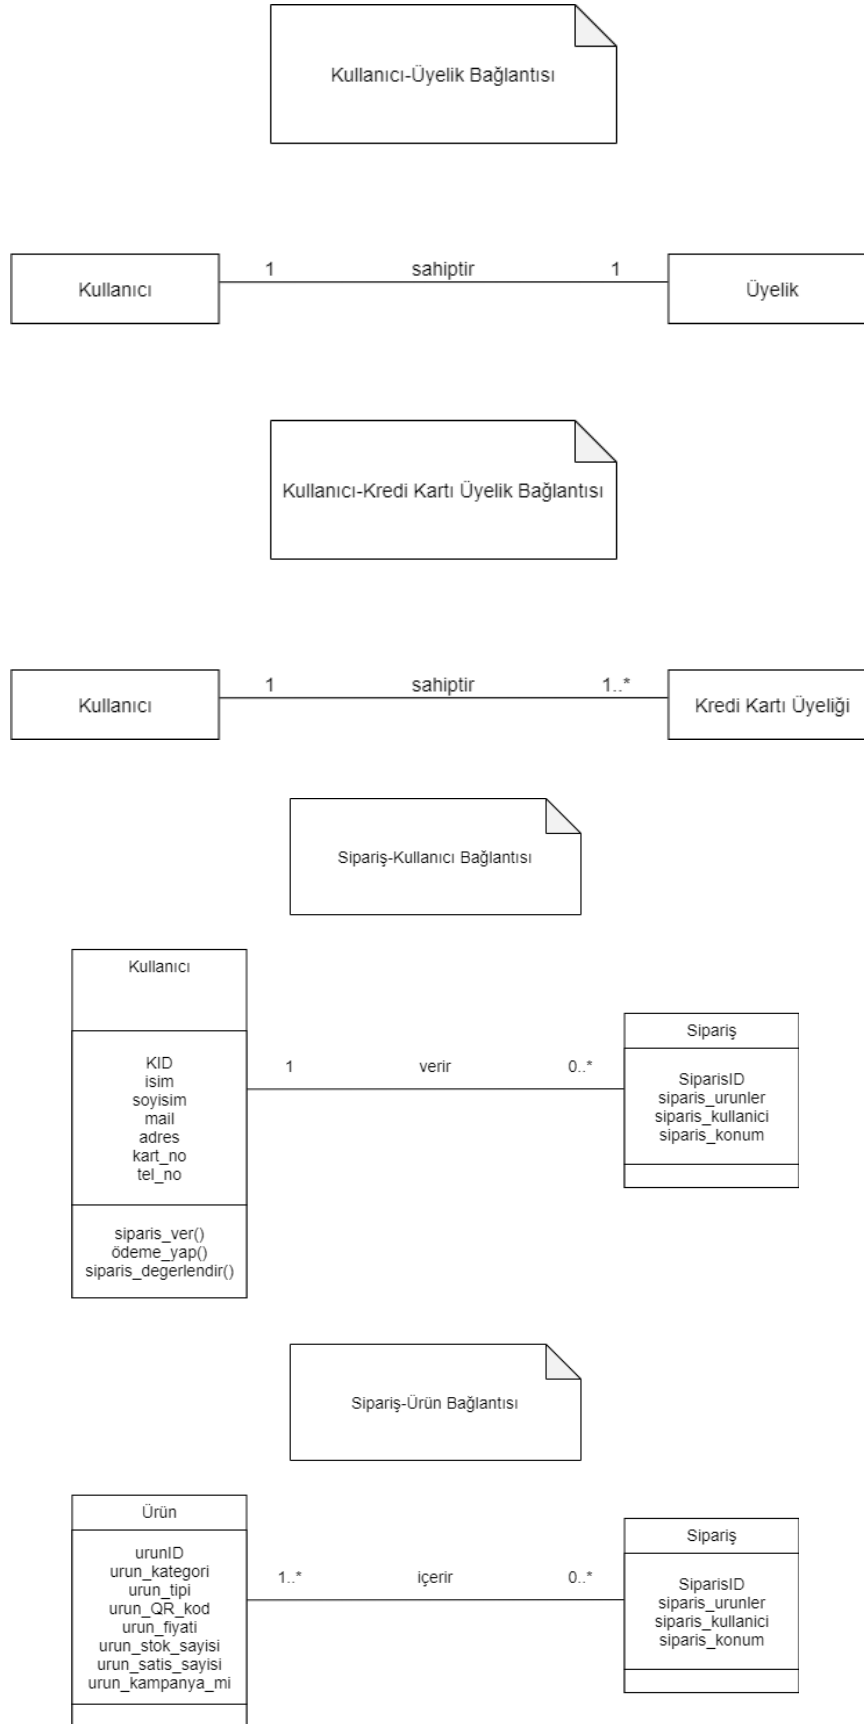 Kullanıcı-Üyelik Bağlantısı
Kullanıcı
1
sahiptir
1
Üyelik
Kullanıcı-Kredi Kartı Üyelik Bağlantısı
Kullanıcı
1
sahiptir
1..*
Kredi Kartı Üyeliği
Sipariş-Kullanıcı Bağlantısı
Kullanıcı
KID
isim
soyisim
mail
adres
kart_no
tel_no
siparis_ver()
ödeme_yap()
siparis_degerlendir()
1
verir
0..*
Sipariş
SiparisID
siparis_urunler
siparis_kullanici
siparis_konum
Sipariş-Ürün Bağlantısı
Ürün
urunID
urun_kategori
urun_tipi
urun_QR_kod
urun_fiyati
urun_stok_sayisi
urun_satis_sayisi
urun_kampanya_mi
1..*
içerir
0..*
Sipariş
SiparisID
siparis_urunler
siparis_kullanici
siparis_konum